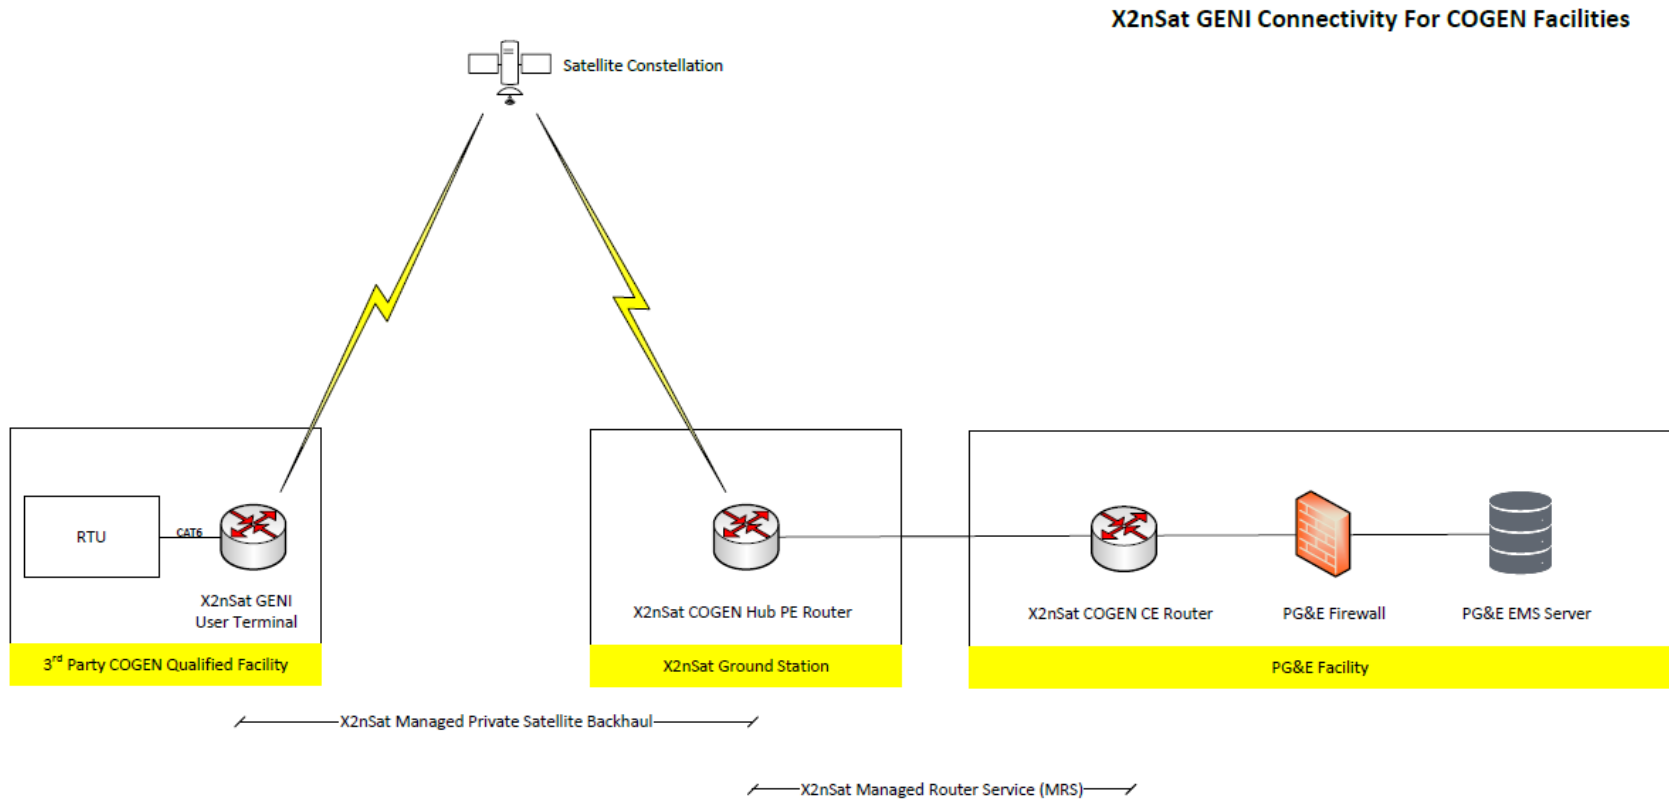 X2nSat GENI Connectivity For COGEN Facilities
Satellite Constellation
RTU
CAT6
X2nSat GENI
User Terminal
3rd Party COGEN Qualified Facility
X2nSat COGEN Hub PE Router
X2nSat Ground Station
X2nSat COGEN CE Router
PG&E Firewall
PG&E EMS Server
PG&E Facility
X2nSat Managed Private Satellite Backhaul
X2nSat Managed Router Service (MRS)